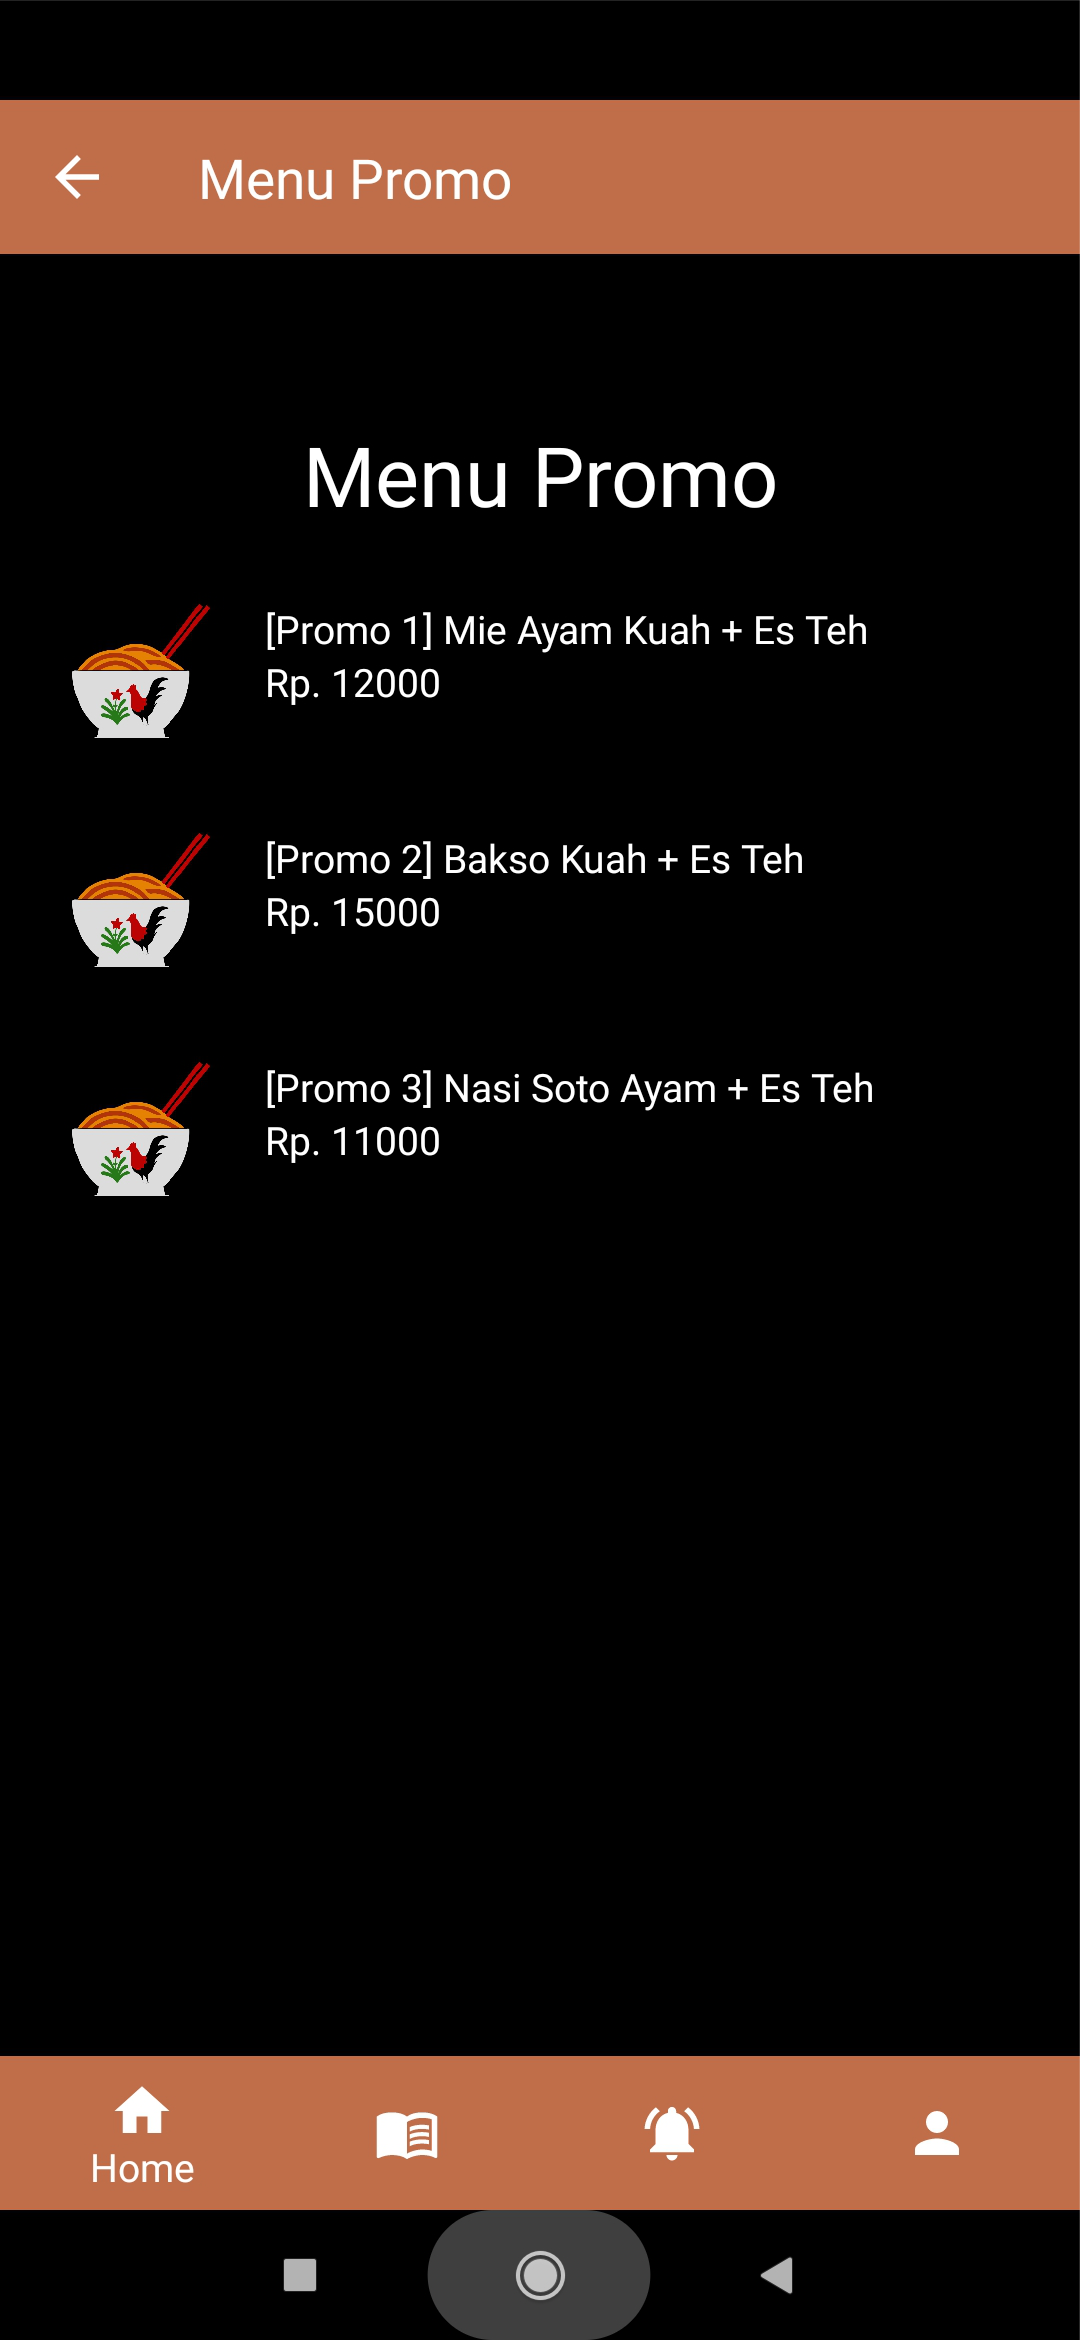 Menu Promo
Menu Promo
[Promo 1] Mie Ayam Kuah + Es Teh
Rp. 12000
[Promo 2] Bakso Kuah + Es Teh
Rp. 15000
[Promo 3] Nasi Soto Ayam + Es Teh
Rp. 11000
Home